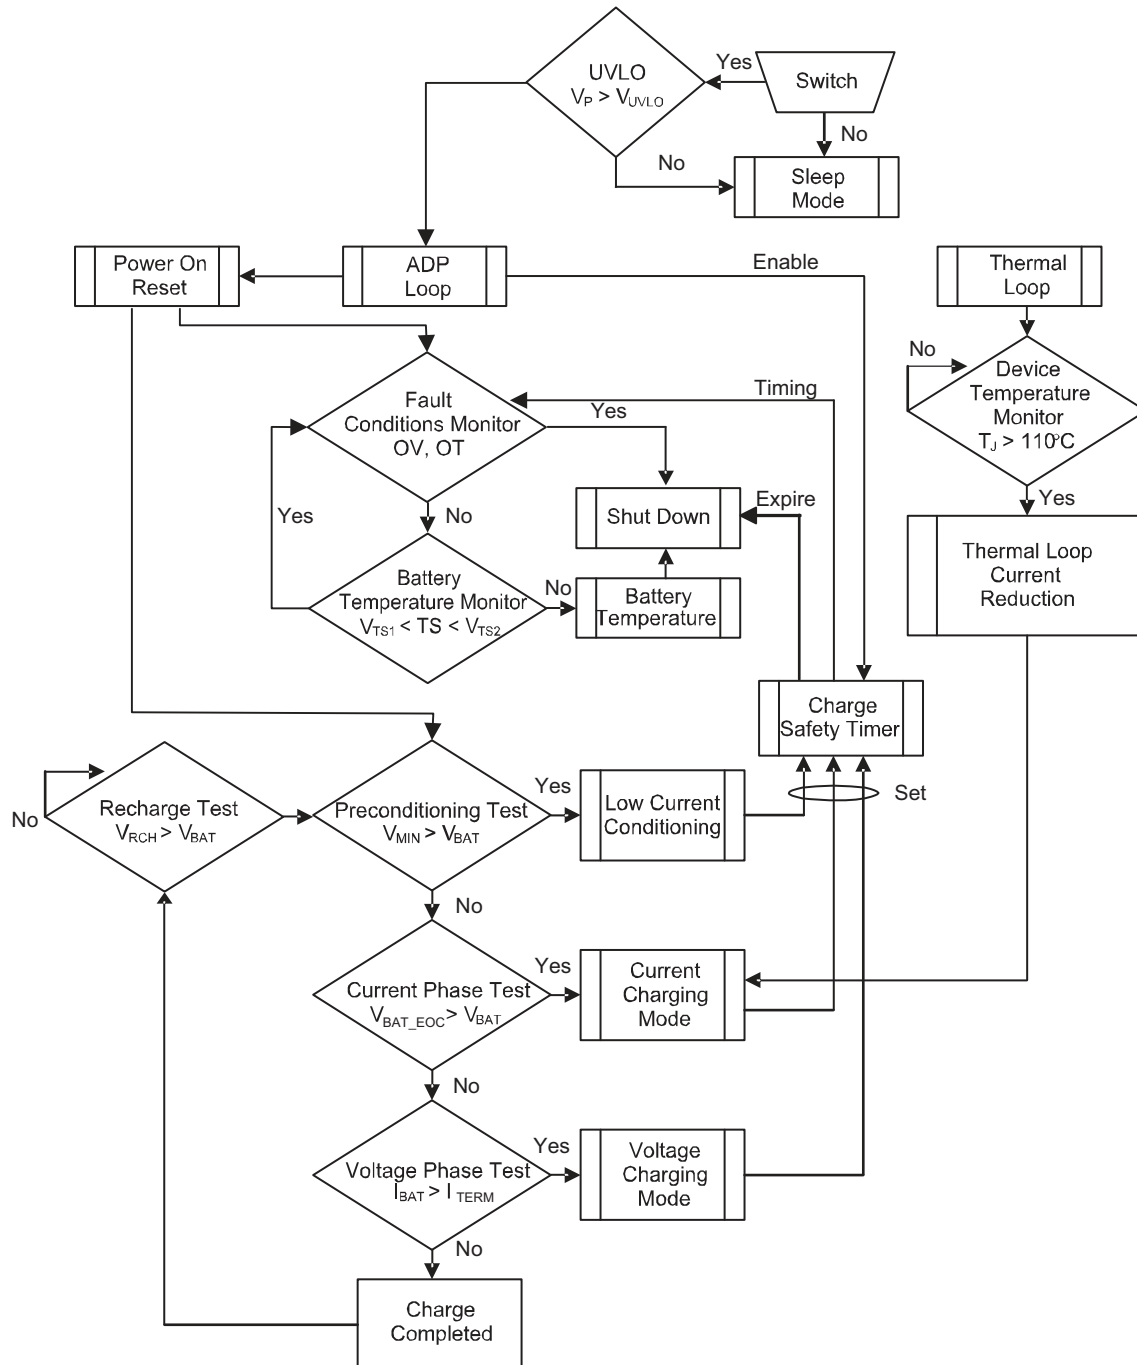 UVLO
V_P > V_UVLO
Yes
Switch
No
No
Sleep
Mode
Power On
Reset
ADP
Loop
Enable
Thermal
Loop
No
Device
Temperature
Monitor
T_J > 110°C
Timing
Fault
Conditions Monitor
OV, OT
Yes
Yes
No
Shut Down
Expire
Yes
Thermal Loop
Current
Reduction
Battery
Temperature Monitor
V_TS1 < TS < V_TS2
No
Battery
Temperature
Charge
Safety Timer
Set
No
Recharge Test
V_RCH > V_BAT
Preconditioning Test
V_MIN > V_BAT
Yes
Low Current
Conditioning
No
Current Phase Test
V_BAT_EOC > V_BAT
Yes
Current
Charging
Mode
No
Voltage Phase Test
I_BAT > I_TERM
Yes
Voltage
Charging
Mode
No
Charge
Completed